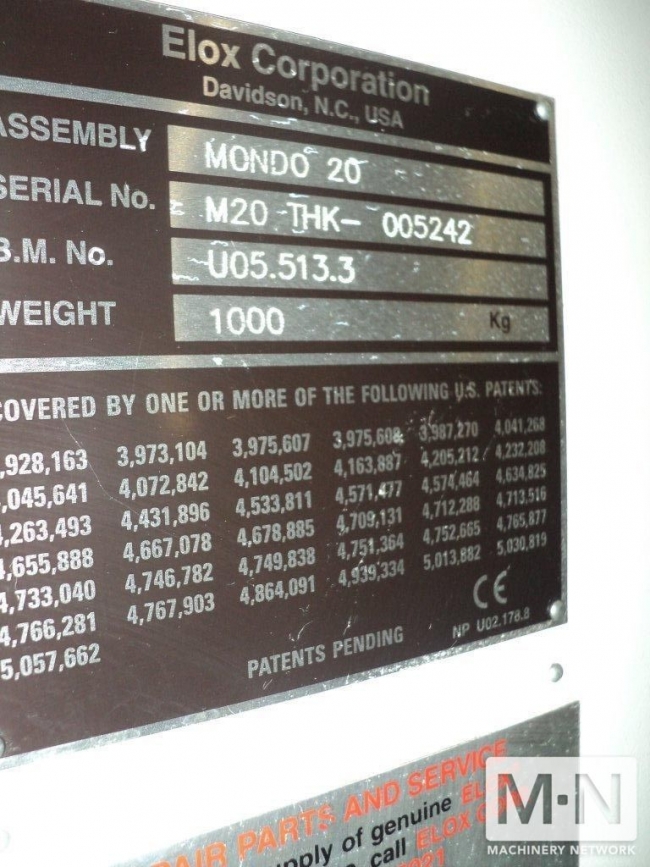 Elox Corporation
Davidson, N.C., USA
ASSEMBLY MONDO 20
SERIAL No. M20 THK- 005242
B.M. No. U05.513.3
WEIGHT 1000 Kg
COVERED BY ONE OR MORE OF THE FOLLOWING U.S. PATENTS:
,928,163 3,973,104 3,975,607 3,975,608 3,987,270 4,041,268
,045,641 4,072,842 4,104,502 4,163,887 4,205,212 4,232,208
4,263,493 4,431,896 4,533,811 4,571,477 4,574,464 4,634,825
4,655,888 4,667,078 4,678,885 4,709,131 4,712,288 4,713,516
4,733,040 4,746,782 4,749,838 4,751,364 4,752,665 4,765,877
4,766,281 4,767,903 4,864,091 4,939,334 5,013,882 5,030,819
5,057,662
CE
PATENTS PENDING NP U02.178.8
PAIR PARTS AND SERVICE
pply of genuine
call ELOX
M·N
MACHINERY NETWORK